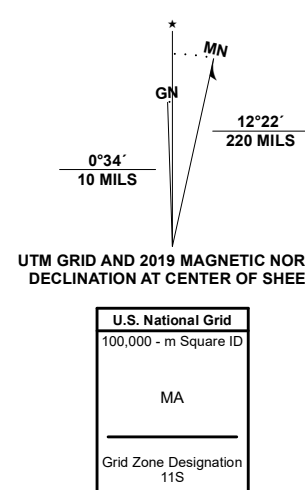 ★
MN
GN
12°22´
220 MILS
0°34´
10 MILS
UTM GRID AND 2019 MAGNETIC NOR
DECLINATION AT CENTER OF SHEE
U.S. National Grid
100,000 - m Square ID
MA
Grid Zone Designation
11S